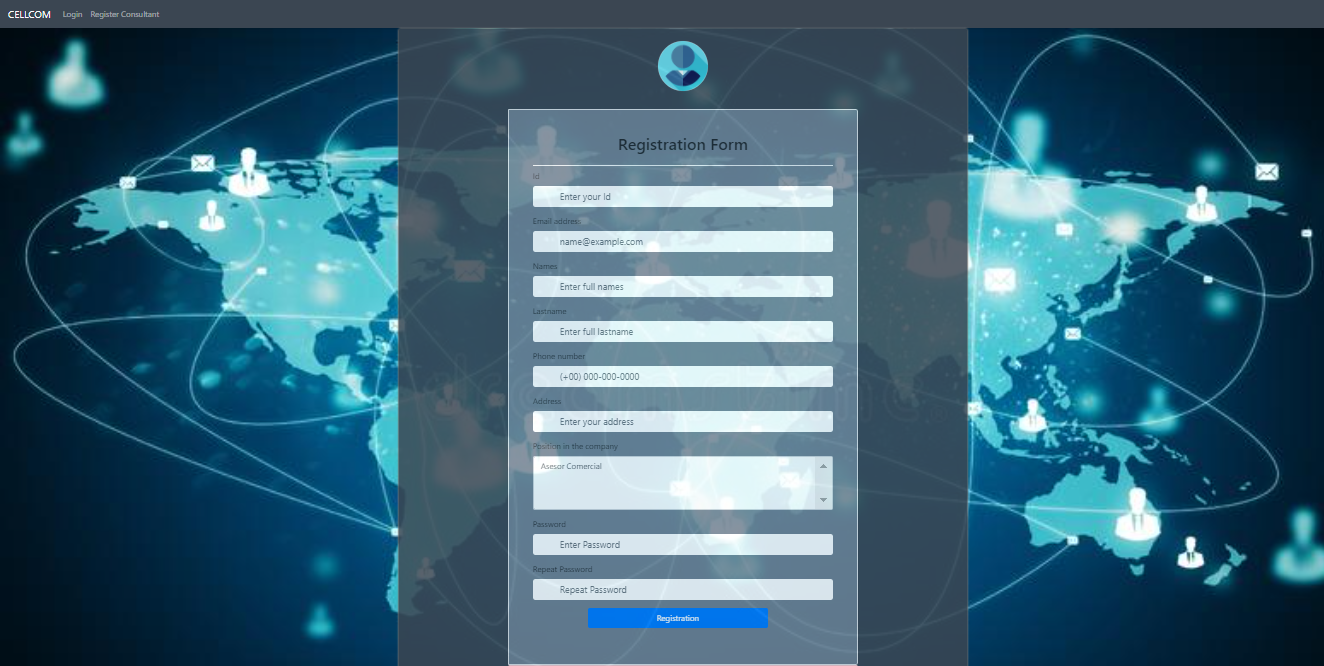 CELLCOM Login Register Consultant
Registration Form
Id
Enter your Id
Email address
name@example.com
Names
Enter full names
Lastname
Enter full lastname
Phone number
(+00) 000-000-0000
Address
Enter your address
Position in the company
Asesor Comercial
Password
Enter Password
Repeat Password
Repeat Password
Registration